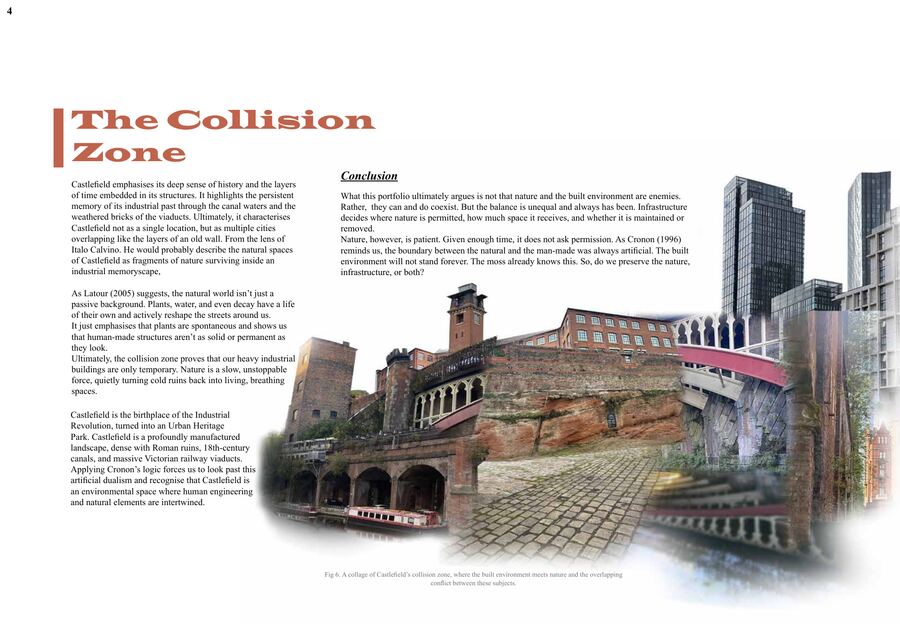 4
The Collision
Zone
Castlefield emphasises its deep sense of history and the layers
of time embedded in its structures. It highlights the persistent
memory of its industrial past through the canal waters and the
weathered bricks of the viaducts. Ultimately, it characterises
Castlefield not as a single location, but as multiple cities
overlapping like the layers of an old wall. From the lens of
Italo Calvino. He would probably describe the natural spaces
of Castlefield as fragments of nature surviving inside an
industrial memoryscape,
As Latour (2005) suggests, the natural world isn't just a
passive background. Plants, water, and even decay have a life
of their own and actively reshape the streets around us.
It just emphasises that plants are spontaneous and shows us
that human-made structures aren't as solid or permanent as
they look.
Ultimately, the collision zone proves that our heavy industrial
buildings are only temporary. Nature is a slow, unstoppable
force, quietly turning cold ruins back into living, breathing
spaces.
Castlefield is the birthplace of the Industrial
Revolution, turned into an Urban Heritage
Park. Castlefield is a profoundly manufactured
landscape, dense with Roman ruins, 18th-century
canals, and massive Victorian railway viaducts.
Applying Cronon's logic forces us to look past this
artificial dualism and recognise that Castlefield is
an environmental space where human engineering
and natural elements are intertwined.
Conclusion
What this portfolio ultimately argues is not that nature and the built environment are enemies.
Rather, they can and do coexist. But the balance is unequal and always has been. Infrastructure
decides where nature is permitted, how much space it receives, and whether it is maintained or
removed.
Nature, however, is patient. Given enough time, it does not ask permission. As Cronon (1996)
reminds us, the boundary between the natural and the man-made was always artificial. The built
environment will not stand forever. The moss already knows this. So, do we preserve the nature,
infrastructure, or both?
Fig 6. A collage of Castlefield's collision zone, where the built environment meets nature and the overlapping
conflict between these subjects.